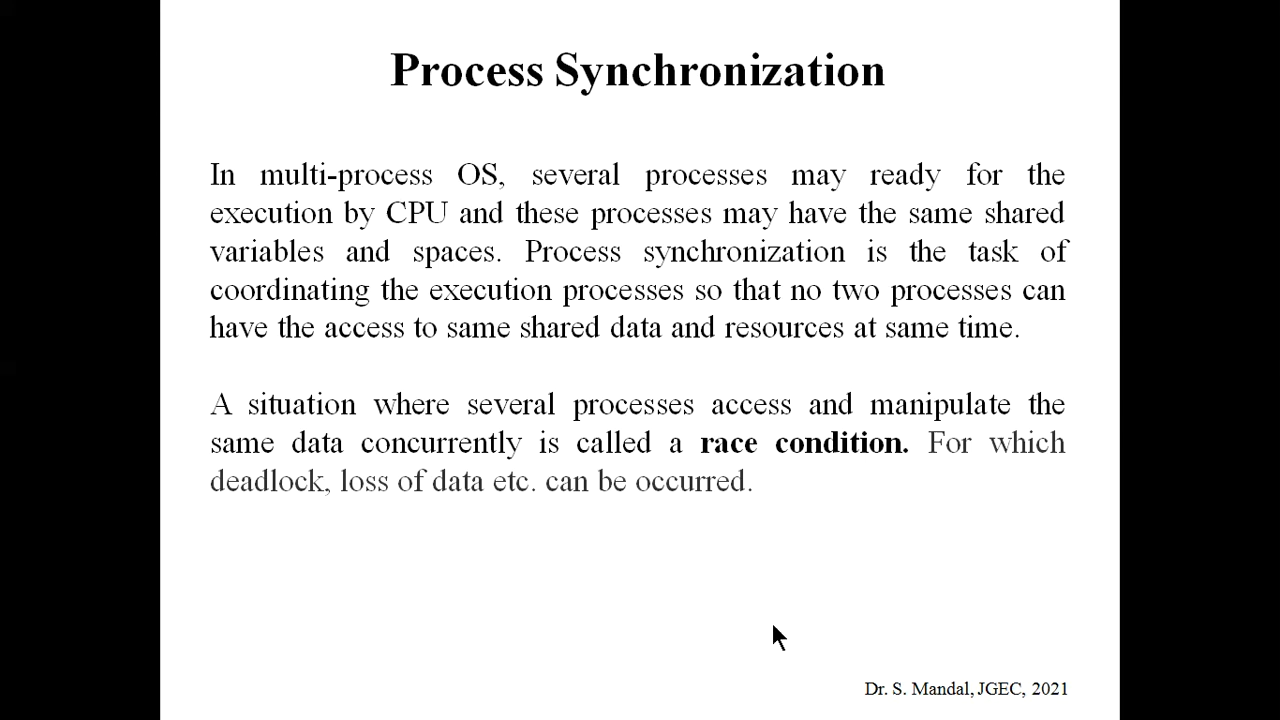 Process Synchronization
In multi-process OS, several processes may ready for the
execution by CPU and these processes may have the same shared
variables and spaces. Process synchronization is the task of
coordinating the execution processes so that no two processes can
have the access to same shared data and resources at same time.
A situation where several processes access and manipulate the
same data concurrently is called a race condition. For which
deadlock, loss of data etc. can be occurred.
Dr. S. Mandal, JGEC, 2021